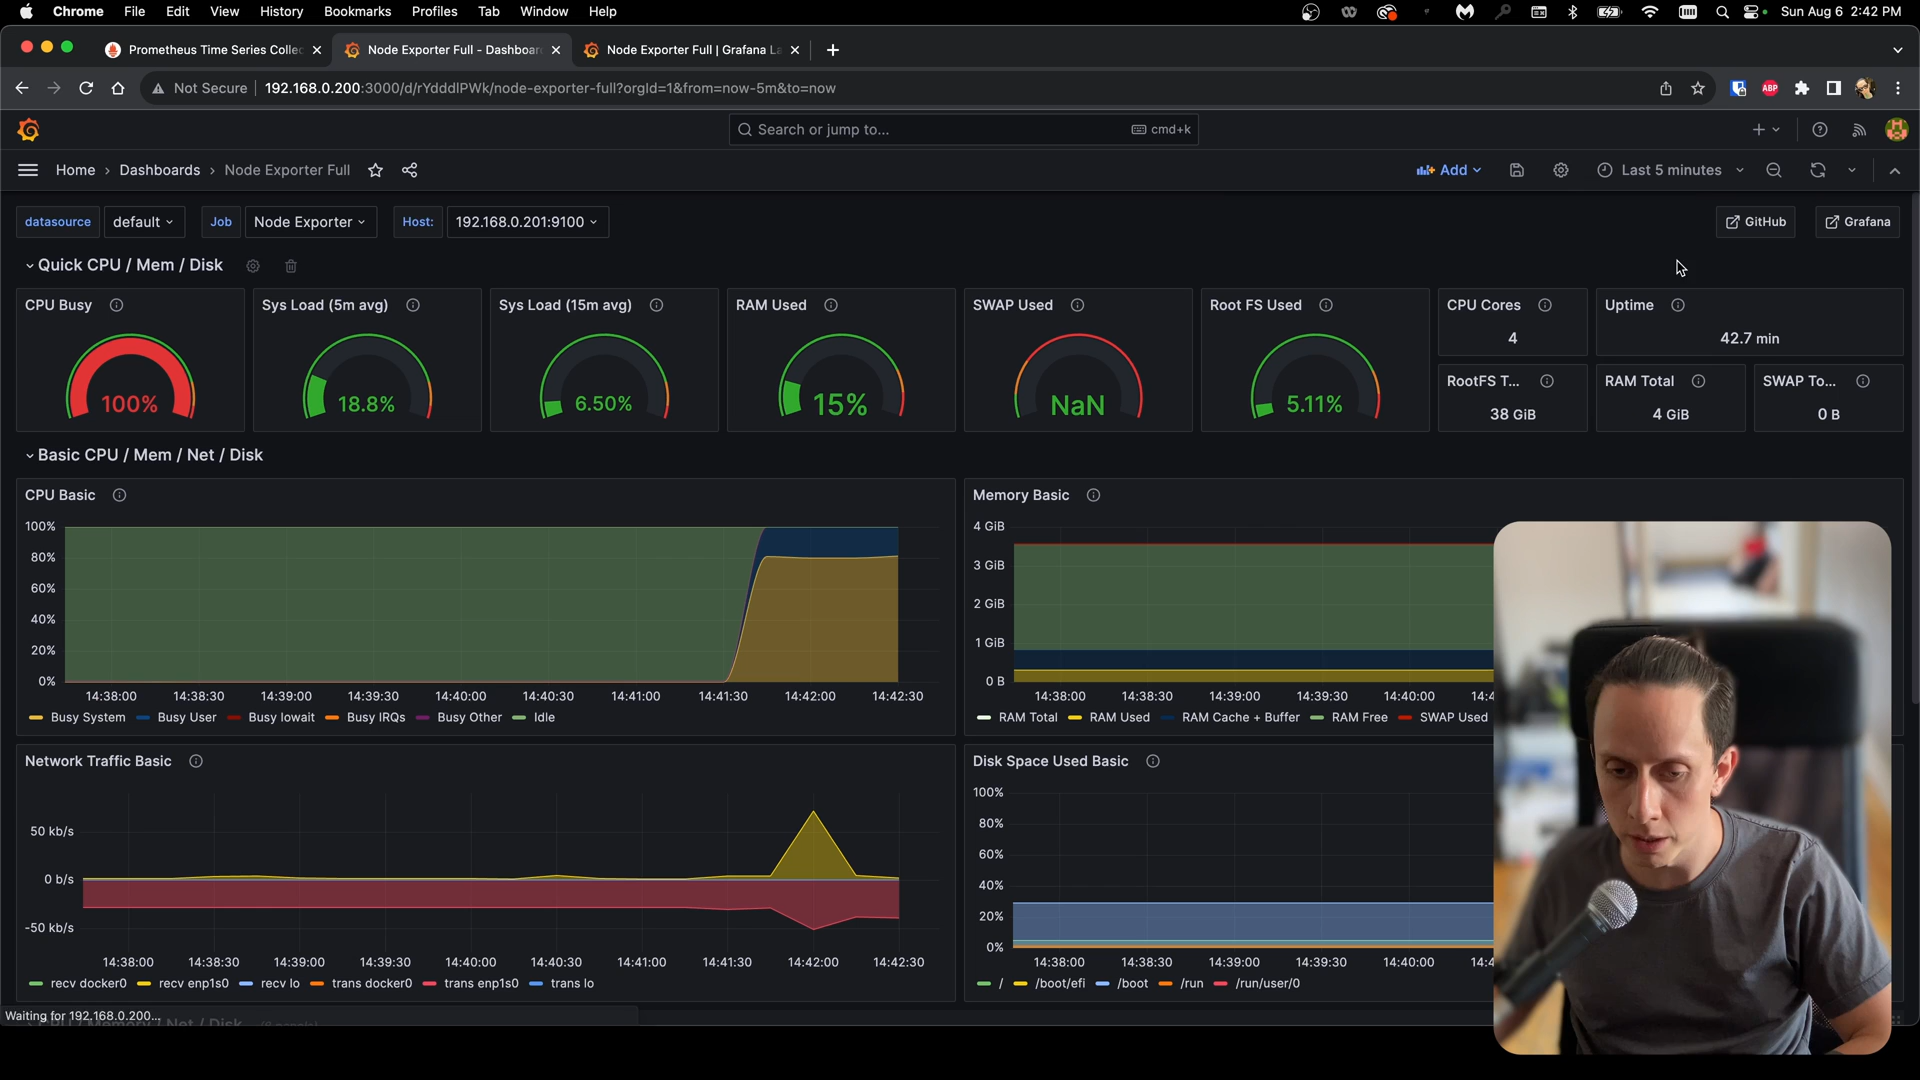 Chrome File Edit View History Bookmarks Profiles Tab Window Help Sun Aug 6 2:42 PM
Prometheus Time Series Collec Node Exporter Full - Dashboar Node Exporter Full | Grafana La
Not Secure 192.168.0.200:3000/d/rYdddlPWk/node-exporter-full?orgId=1&from=now-5m&to=now ABP
Search or jump to... cmd+k
Home Dashboards Node Exporter Full Add Last 5 minutes
datasource default Job Node Exporter Host: 192.168.0.201:9100 GitHub Grafana
Quick CPU / Mem / Disk
CPU Busy Sys Load (5m avg) Sys Load (15m avg) RAM Used SWAP Used Root FS Used CPU Cores Uptime
4 42.7 min
RootFS T... RAM Total SWAP To...
100% 18.8% 6.50% 15% NaN 5.11% 38 GiB 4 GiB 0 B
Basic CPU / Mem / Net / Disk
CPU Basic
100%
80%
60%
40%
20%
0%
14:38:00 14:38:30 14:39:00 14:39:30 14:40:00 14:40:30 14:41:00 14:41:30 14:42:00 14:42:30
Busy System Busy User Busy Iowait Busy IRQs Busy Other Idle
Memory Basic
4 GiB
3 GiB
2 GiB
1 GiB
0 B
14:38:00 14:38:30 14:39:00 14:39:30 14:40:00 14:4
RAM Total RAM Used RAM Cache + Buffer RAM Free SWAP Used
Network Traffic Basic
50 kb/s
0 b/s
-50 kb/s
14:38:00 14:38:30 14:39:00 14:39:30 14:40:00 14:40:30 14:41:00 14:41:30 14:42:00 14:42:30
recv docker0 recv enp1s0 recv lo trans docker0 trans enp1s0 trans lo
Disk Space Used Basic
100%
80%
60%
40%
20%
0%
14:38:00 14:38:30 14:39:00 14:39:30 14:40:00 14:4
/ /boot/efi /boot /run /run/user/0
Waiting for 192.168.0.200...
CPU / Memory / Net / Disk